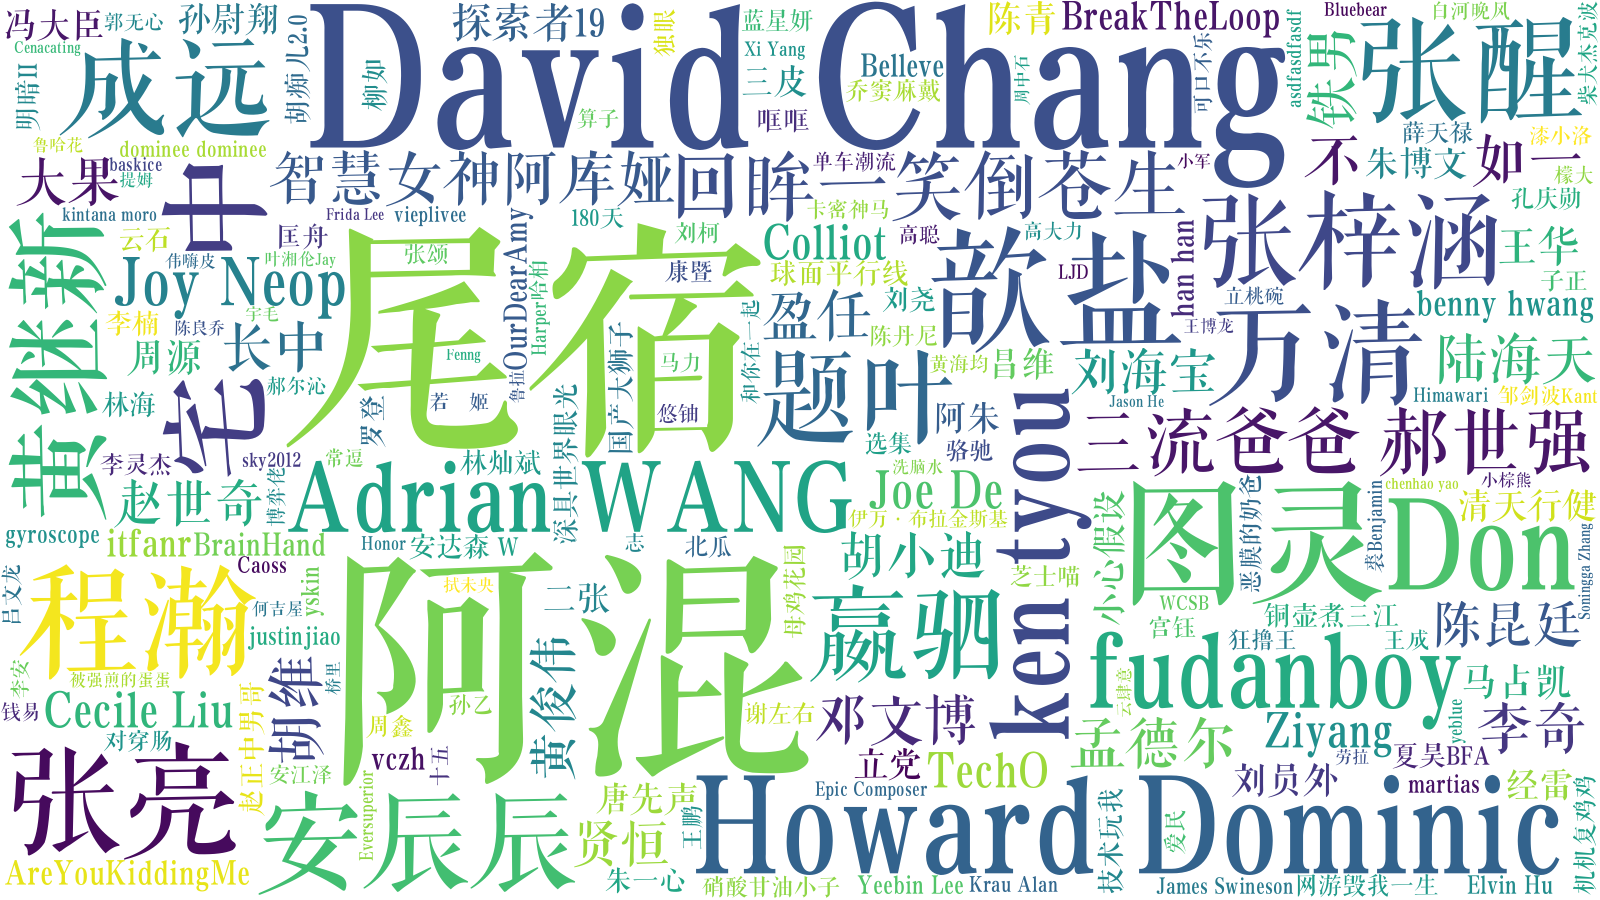 冯大臣
郭无心
孙尉翔
探索者19
独眼
David Chang
蓝星妍
陈青
BreakTheLoop
Bluebear
白河晚风
柴犬杰克波
Cenacating
成远
明暗II
胡痴儿2.0
柳如
Xi Yang
三皮
Belleve
乔窦麻戴
周中石
可口不乐
asdfasdfasdf
铁男
张醒
算子
哐哐
鲁哈花
dominee dominee
baskice
提姆
大果
智慧女神阿库娅
回眸一笑倒苍生
单车潮流
小军
不如一
薛天禄
朱博文
漆小洛
檬大
孔庆勋
kintana moro
中
Frida Lee
vieplivee
180天
刘柯
卡密神马
Colliot
高聪
高大力
歆盐
han han
张梓涵
王华
子正
云石
伟嗨皮
匡舟
叶湘伦Jay
张颂
OurDearAmy
Harper哈柏
康暨
球面平行线
LJD
立桃碗
benny hwang
黄继新
Joy Neop
宇毛
尾宿
和你在一起
盈任
刘尧
陈丹尼
王博龙
李楠
陈良乔
周源
长中
Fenng
鲁拉
国产大狮子
马力
题叶
黄海均
昌维
刘海宝
万清
陆海天
Jason He
Himawari
邹剑波Kant
林海
宅
郝尔沁
罗登
若 姬
深具世界眼光
悠铀
阿朱
选集
骆驰
kentyou
三流爸爸
郝世强
李灵杰
sky2012
常逗
林灿斌
洗脑水
小棕熊
chenhao yao
赵世奇
博弈佬
Adrian WANG
Joe De
伊万·布拉金斯基
小心假设
图灵Don
恶膜的奶爸
裘Benjamin
清天行健
Soningga Zhang
gyroscope
itfanr
BrainHand
Honor
安达森 W
志
北瓜
胡小迪
芝士喵
Caoss
吕文龙
程瀚
yskin
何吉屋
阿混
拭未央
二张
母鸡花园
嬴驷
WCSB
宫钰
铜壶煮三江
狂撸王
王成
陈昆廷
justinjiao
李安
被强煎的蛋蛋
胡维
桥里
黄俊伟
fudanboy
云肆意
马占凯
钱易
Cecile Liu
赵正中男哥
周鑫
孙乙
谢左右
邓文博
孟德尔
Ziyang
yeblue
李奇
对穿肠
安江泽
vczh
十五
立党
TechO
劳拉
夏昊BFA
张亮
Eversuperior
唐先声
王鹏
Epic Composer
刘员外
martias
经雷
安辰辰
贤恒
Howard Dominic
技术玩我
爱民
机机复鸡鸡
AreYouKiddingMe
朱一心
硝酸甘油小子
Yeebin Lee
Krau Alan
James Swineson
网游毁我一生
Elvin Hu